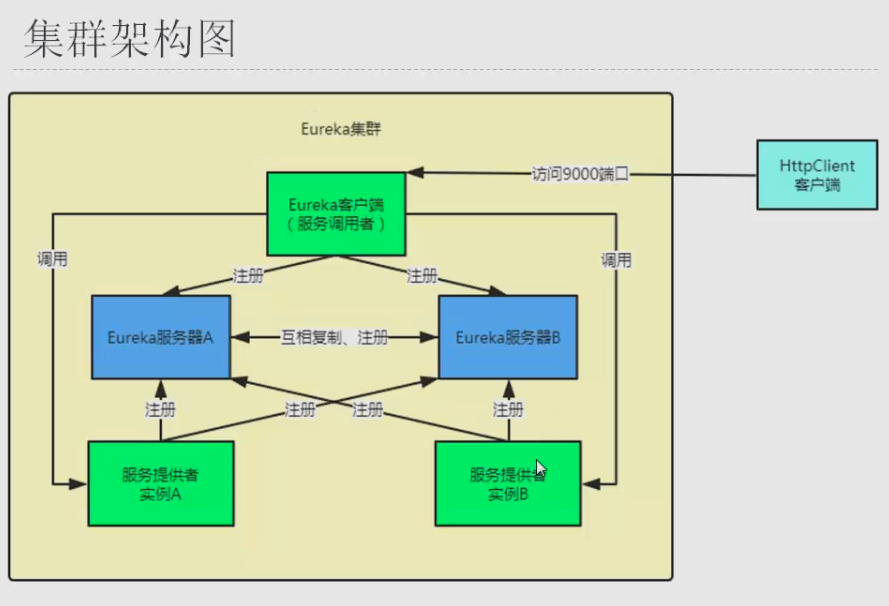 集群架构图
Eureka集群
访问9000端口
HttpClient
客户端
Eureka客户端
（服务调用者）
调用
调用
注册
注册
Eureka服务器A
互相复制、注册
Eureka服务器B
注册
注册
注册
注册
服务提供者
实例A
服务提供者
实例B